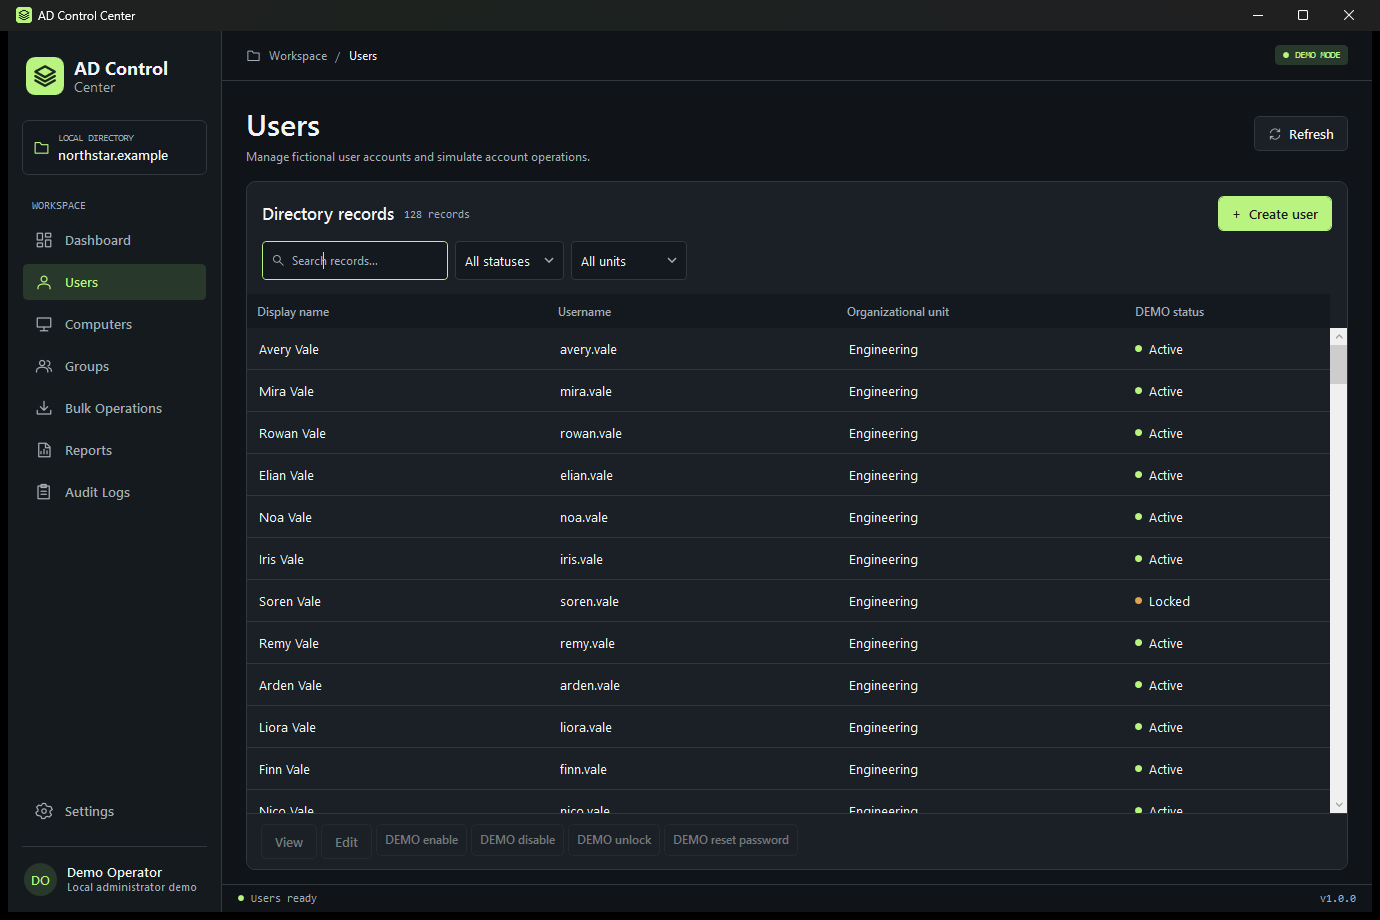 AD Control Center
AD Control
Center
LOCAL DIRECTORY
northstar.example
WORKSPACE
Dashboard
Users
Computers
Groups
Bulk Operations
Reports
Audit Logs
Settings
DO
Demo Operator
Local administrator demo
Workspace / Users
DEMO MODE
Users
Manage fictional user accounts and simulate account operations.
Refresh
Directory records 128 records
+ Create user
Search records...
All statuses
All units
Display name Username Organizational unit DEMO status
Avery Vale avery.vale Engineering Active
Mira Vale mira.vale Engineering Active
Rowan Vale rowan.vale Engineering Active
Elian Vale elian.vale Engineering Active
Noa Vale noa.vale Engineering Active
Iris Vale iris.vale Engineering Active
Soren Vale soren.vale Engineering Locked
Remy Vale remy.vale Engineering Active
Arden Vale arden.vale Engineering Active
Liora Vale liora.vale Engineering Active
Finn Vale finn.vale Engineering Active
Nico Vale nico.vale Engineering Active
View Edit DEMO enable DEMO disable DEMO unlock DEMO reset password
Users ready
v1.0.0